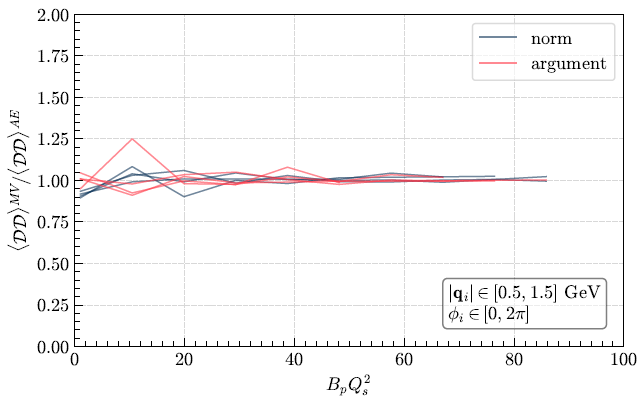 2.00
1.75
1.50
1.25
1.00
0.75
0.50
0.25
0.00
0 20 40 60 80 100
⟨𝒟𝒟⟩^{MV}/⟨𝒟𝒟⟩^{AE}
B_pQ_s^2
norm
argument
|𝐪_i| ∈ [0.5, 1.5] GeV
ϕ_i ∈ [0, 2π]